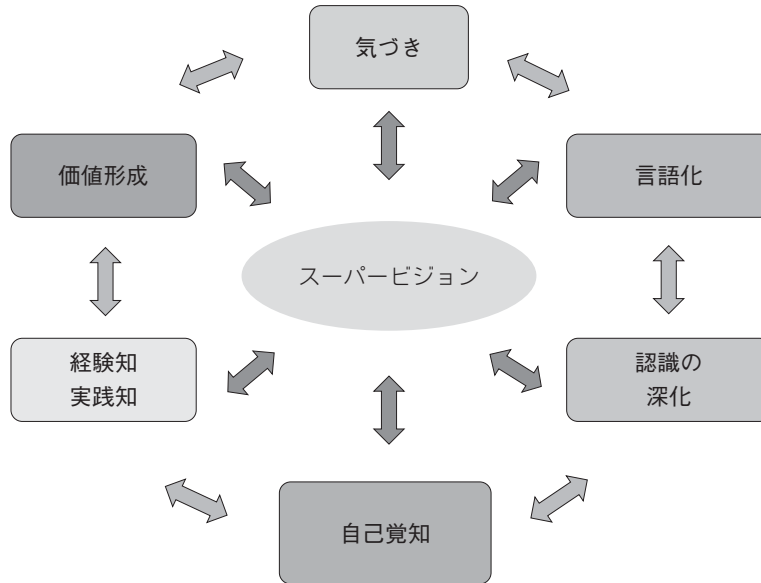 気づき
価値形成
言語化
スーパービジョン
経験知
実践知
認識の
深化
自己覚知